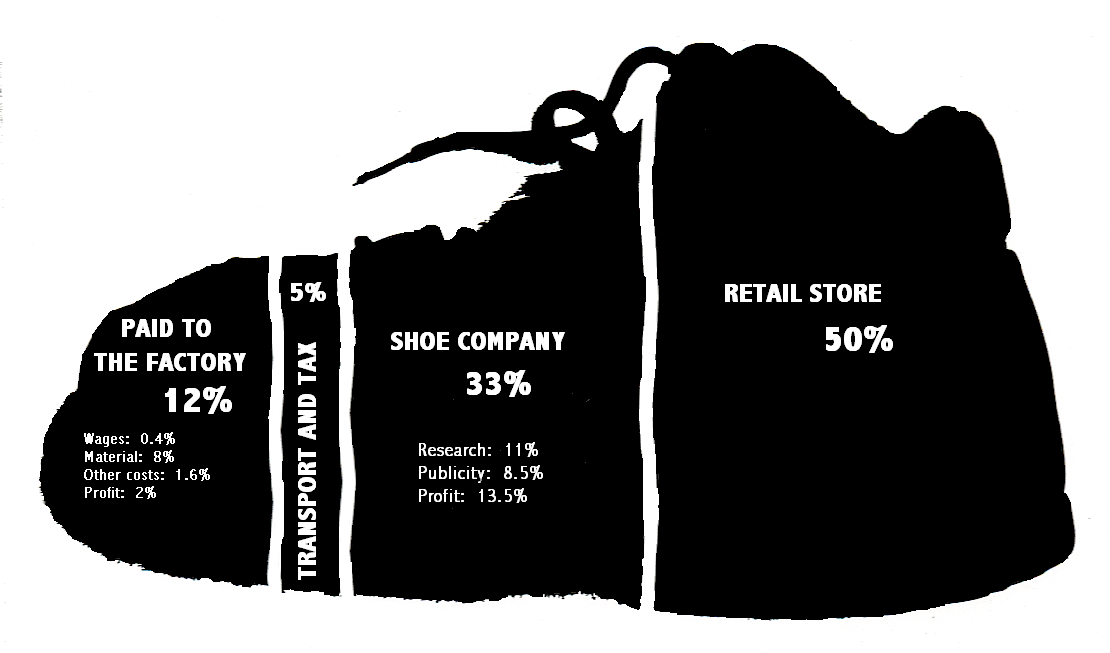 PAID TO
THE FACTORY
12%
Wages: 0.4%
Material: 8%
Other costs: 1.6%
Profit: 2%
5%
TRANSPORT AND TAX
SHOE COMPANY
33%
Research: 11%
Publicity: 8.5%
Profit: 13.5%
RETAIL STORE
50%